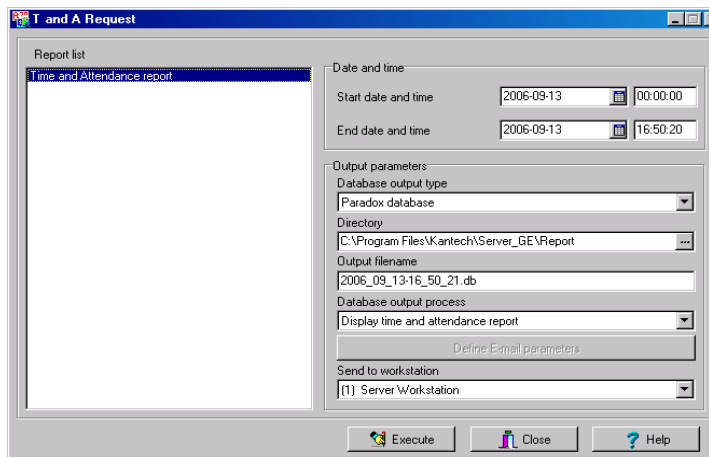 T and A Request
Report list
Time and Attendance report
Date and time
Start date and time 2006-09-13 00:00:00
End date and time 2006-09-13 16:50:20
Output parameters
Database output type
Paradox database
Directory
C:\Program Files\Kantech\Server_GE\Report ...
Output filename
2006_09_13-16_50_21.db
Database output process
Display time and attendance report
Define E-mail parameters
Send to workstation
(1) Server Workstation
Execute Close Help